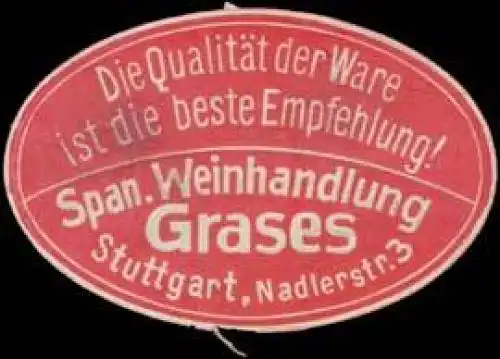 Die Qualität der Ware
ist die beste Empfehlung!
Span. Weinhandlung
Grases
Stuttgart, Nadlerstr. 3